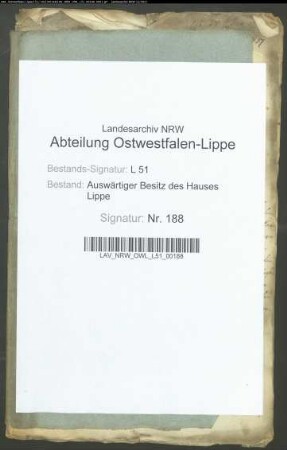 Landesarchiv NRW
Abteilung Ostwestfalen-Lippe
Bestands-Signatur: L 51
Bestand: Auswärtiger Besitz des Hauses
Lippe
Signatur: Nr. 188
LAV_NRW_OWL_L51_00188